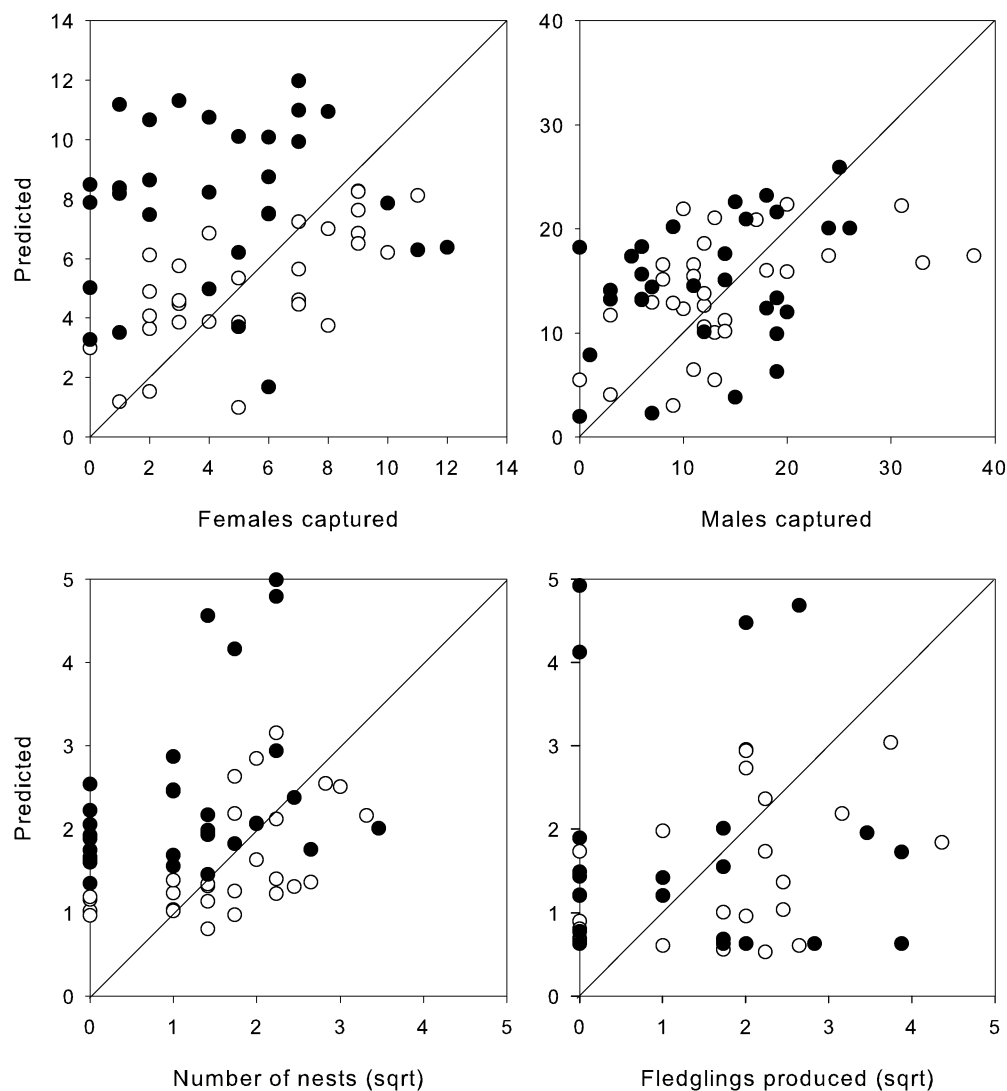 14
12
10
8
6
4
2
0
Predicted
0 2 4 6 8 10 12 14
Females captured
40
30
20
10
0
0 10 20 30 40
Males captured
5
4
3
2
1
0
Predicted
0 1 2 3 4 5
Number of nests (sqrt)
5
4
3
2
1
0
0 1 2 3 4 5
Fledglings produced (sqrt)